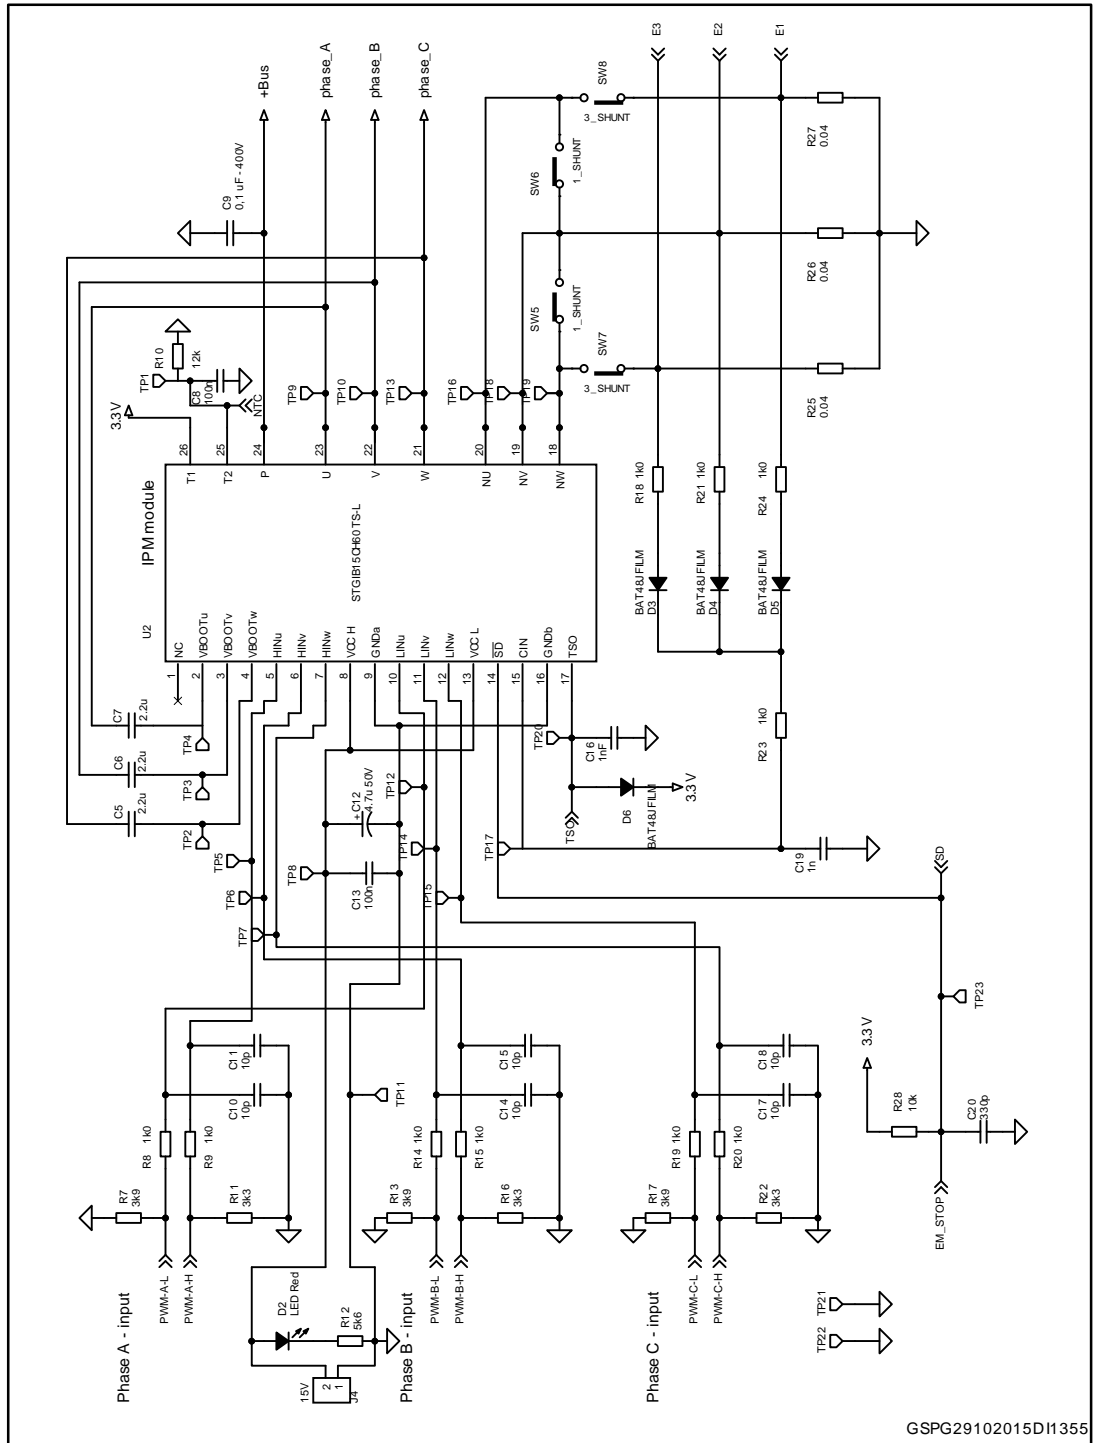 E3
E2
E1
+Bus
phase_A
phase_B
phase_C
SW8
3_SHUNT
C9
0,1 uF - 400V
SW6
1_SHUNT
R27
0.04
R26
0.04
SW5
1_SHUNT
SW7
3_SHUNT
R25
0.04
R10
12k
TP1
C8
100n
NTC
3.3 V
TP9
TP10
TP13
TP16
TP18
TP19
26
25
24
23
22
21
20
19
18
T1
T2
P
U
V
W
NU
NV
NW
IPM module
STGIB15CH60TS-L
U2
NC
VBOOTu
VBOOTv
VBOOTw
HINu
HINv
HINw
VCC H
GNDa
LINu
LINv
LINw
VCC L
SD
CIN
GNDb
TSO
1
2
3
4
5
6
7
8
9
10
11
12
13
14
15
16
17
R18 1k0
R21 1k0
R24 1k0
BAT48JFILM
D3
BAT48JFILM
D4
BAT48JFILM
D5
R23 1k0
C7
2.2u
C6
2.2u
C5
2.2u
TP4
TP3
TP2
TP20
C16
1nF
D6
BAT48JFILM
3.3 V
TSO
TP12
C12
+
4.7u 50V
TP14
TP17
C19
1n
SD
TP5
TP6
TP7
TP8
C13
100n
TP15
TP23
C11
10p
C10
10p
TP11
C15
10p
C14
10p
C18
10p
C17
10p
3.3 V
R28
10k
C20
330p
R8 1k0
R9 1k0
R14 1k0
R15 1k0
R19 1k0
R20 1k0
R7
3k9
R11
3k3
R13
3k9
R16
3k3
R17
3k9
R22
3k3
EM_STOP
PWM-A-L
PWM-A-H
D2
LED Red
R12
5k6
PWM-B-L
PWM-B-H
PWM-C-L
PWM-C-H
TP21
TP22
Phase A - input
15V
2
1
J4
Phase B - input
Phase C - input
GSPG29102015DI1355